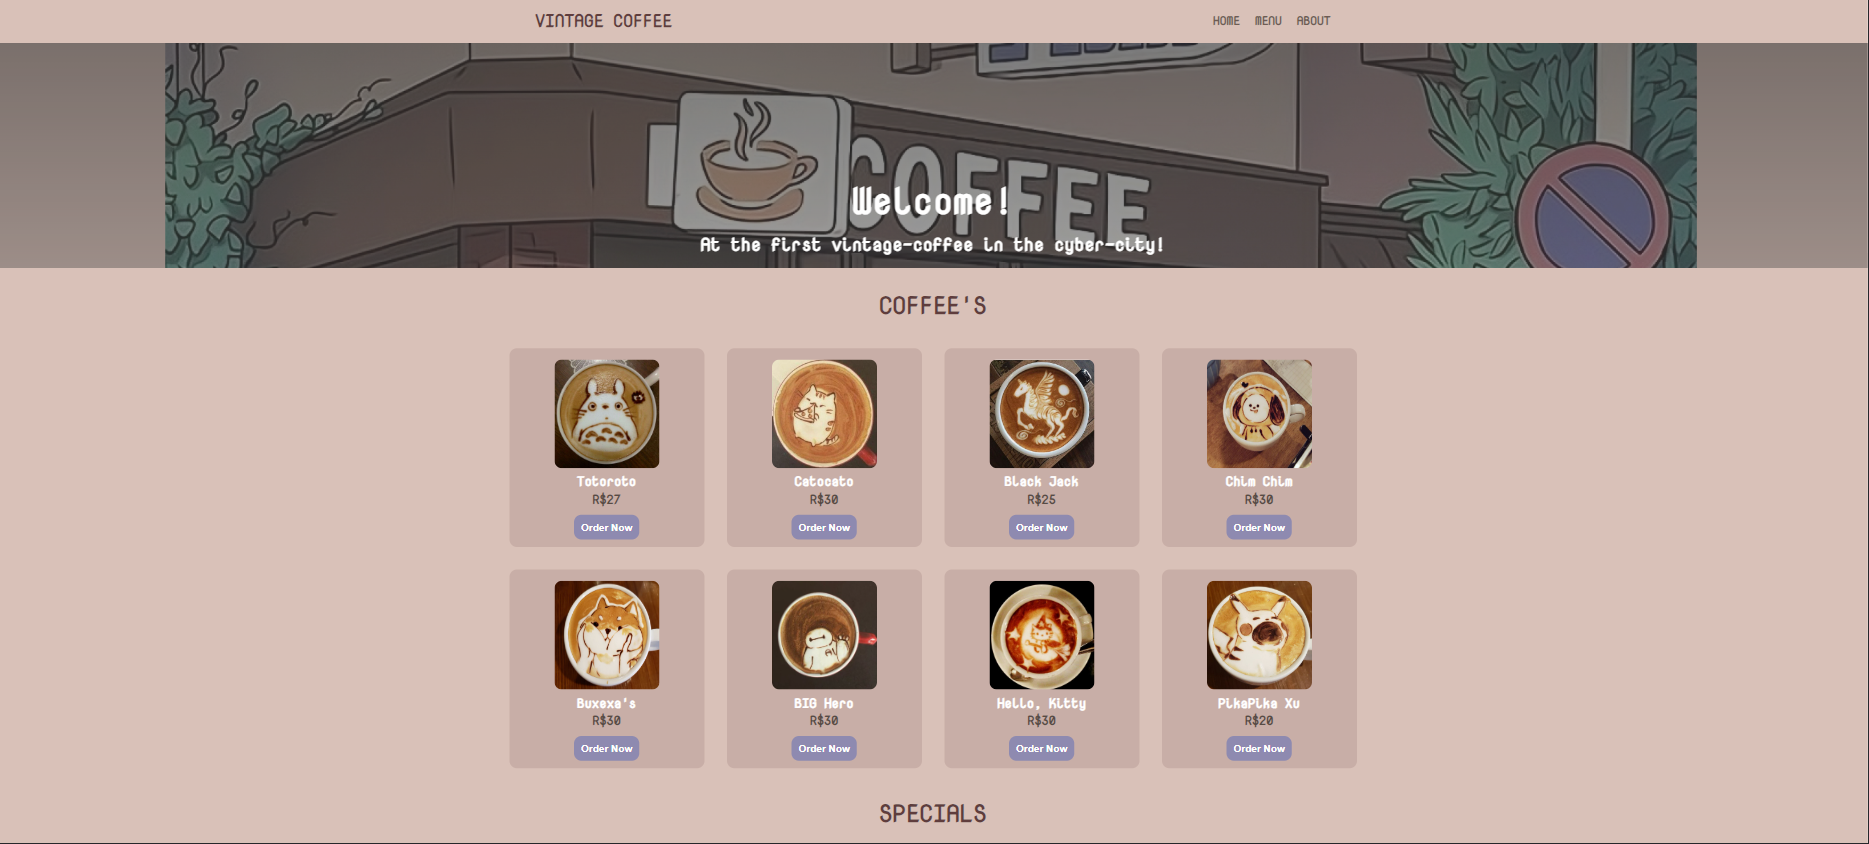 VINTAGE COFFEE
HOME MENU ABOUT
COFFEE
Welcome!
At the first vintage-coffee in the cyber-city!
COFFEE'S
Totoroto Catocato Black Jack Chim Chim
R$27 R$30 R$25 R$30
Order Now Order Now Order Now Order Now
Buxexa's BIG Hero Hello, Kitty PikaPika Xu
R$30 R$30 R$30 R$20
Order Now Order Now Order Now Order Now
SPECIALS